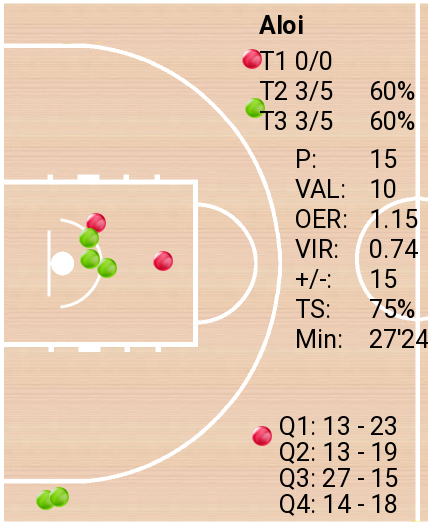 Aloi
T1 0/0
T2 3/5 60%
T3 3/5 60%
P: 15
VAL: 10
OER: 1.15
VIR: 0.74
+/-: 15
TS: 75%
Min: 27'24
Q1: 13 - 23
Q2: 13 - 19
Q3: 27 - 15
Q4: 14 - 18